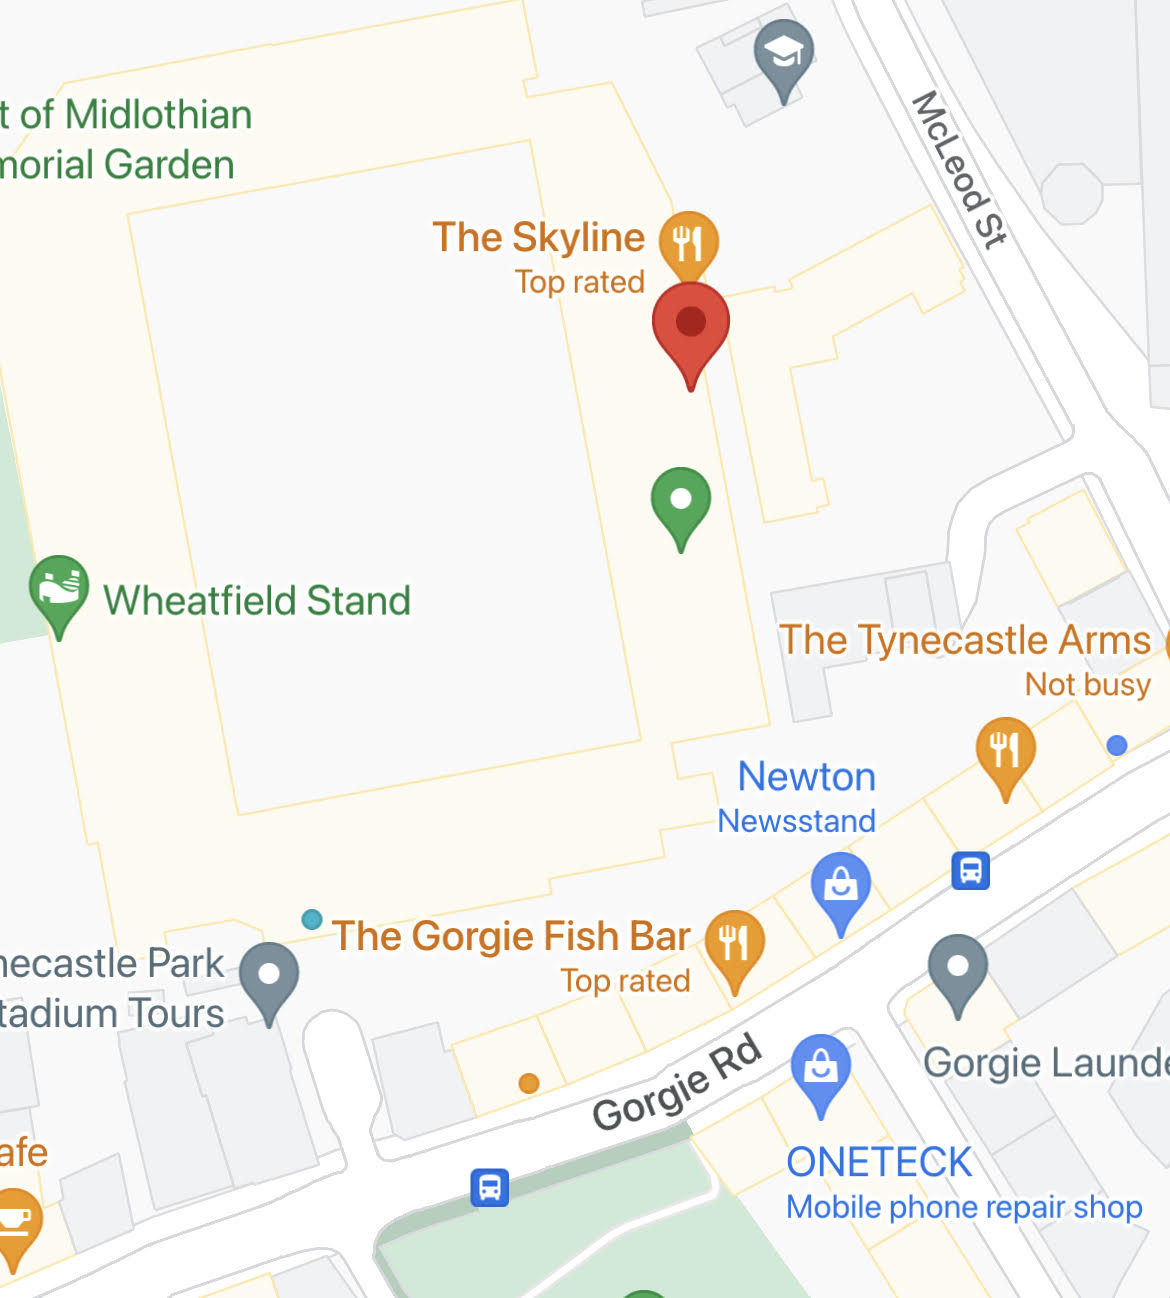 t of Midlothian
morial Garden
McLeod St
The Skyline
Top rated
Wheatfield Stand
The Tynecastle Arms
Not busy
Newton
Newsstand
The Gorgie Fish Bar
Top rated
necastle Park
tadium Tours
Gorgie Rd
Gorgie Launde
afe
ONETECK
Mobile phone repair shop